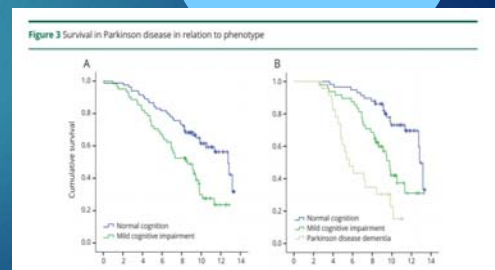 Figure 3 Survival in Parkinson disease in relation to phenotype
A
B
Cumulative survival
1.0
0.8
0.6
0.4
0.2
0.0
Normal cognition
Mild cognitive impairment
0 2 4 6 8 10 12 14
1.0
0.8
0.6
0.4
0.2
0.0
Normal cognition
Mild cognitive impairment
Parkinson disease dementia
0 2 4 6 8 10 12 14